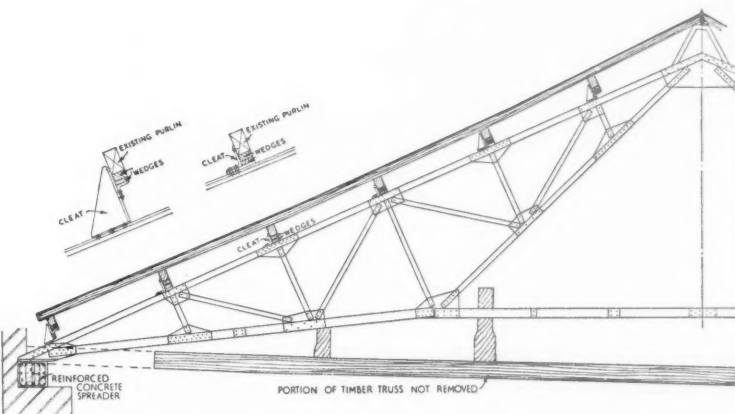 EXISTING PURLIN
WEDGES
CLEAT
EXISTING PURLIN
CLEAT
WEDGES
CLEAT
WEDGES
REINFORCED
CONCRETE
SPREADER
PORTION OF TIMBER TRUSS NOT REMOVED